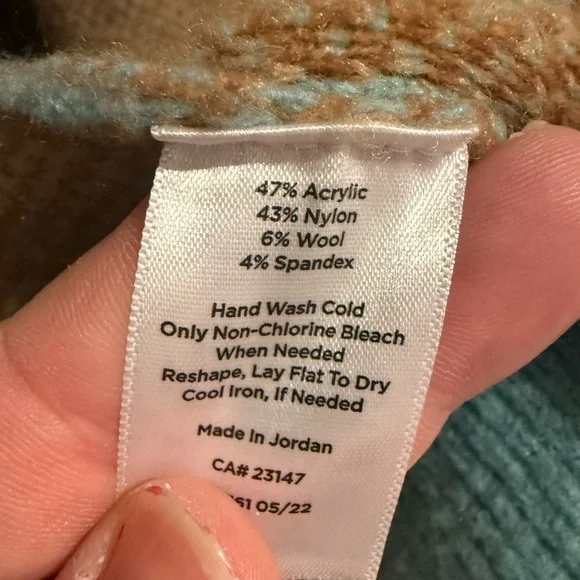 47% Acrylic
43% Nylon
6% Wool
4% Spandex
Hand Wash Cold
Only Non-Chlorine Bleach
When Needed
Reshape, Lay Flat To Dry
Cool Iron, If Needed
Made In Jordan
CA# 23147
05/22